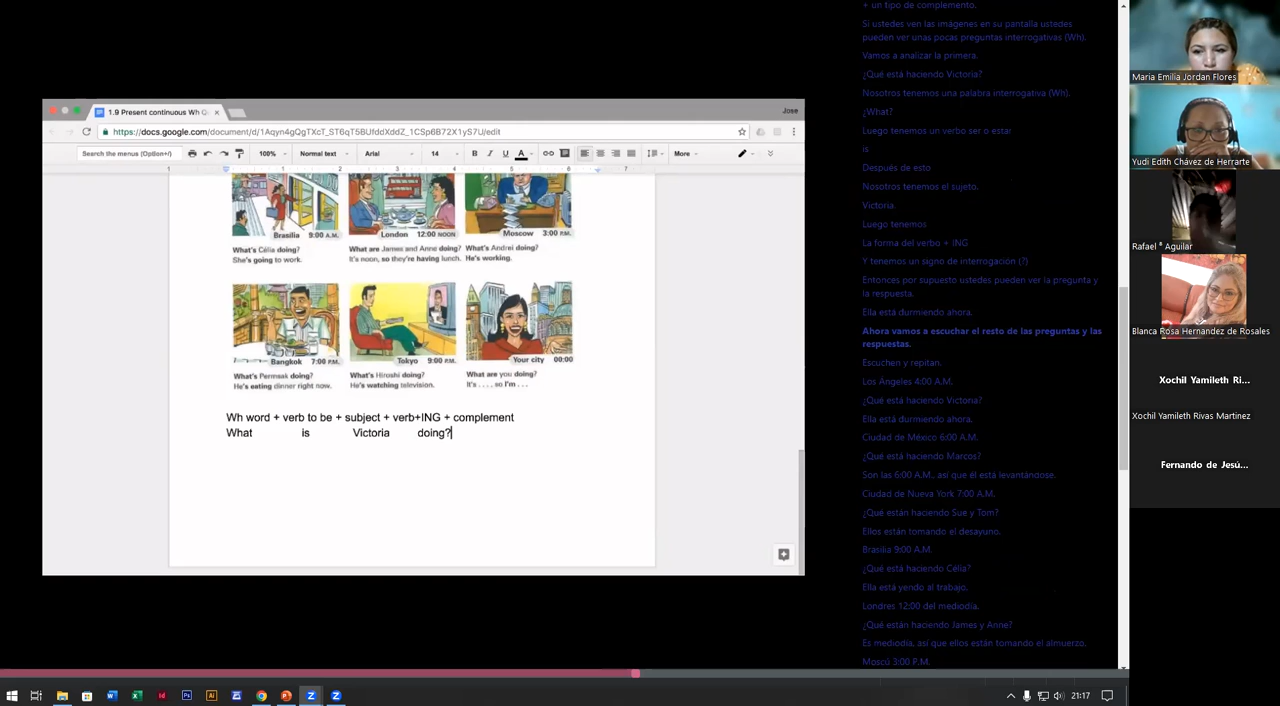 1.9 Present continuous Wh Q
Jose
https://docs.google.com/document/d/1Aqyn4gQgTXcT_ST6qT5BUfddXddZ_1CSp6B72X1yS7U/edit
Search the menus (Option+/)
100%
Normal text
Arial
14
B I U A
More
1 2 3 4 5 6 7
Brasília 9:00 A.M.
London 12:00 NOON
Moscow 3:00 P.M.
What's Célia doing?
She's going to work.
What are James and Anne doing?
It's noon, so they're having lunch.
What's Andrei doing?
He's working.
Bangkok 7:00 P.M.
Tokyo 9:00 P.M.
Your city 00:00
What's Permsak doing?
He's eating dinner right now.
What's Hiroshi doing?
He's watching television.
What are you doing?
It's . . . , so I'm . . .
Wh word + verb to be + subject + verb+ING + complement
What is Victoria doing?
+ un tipo de complemento.
Si ustedes ven las imágenes en su pantalla ustedes
pueden ver unas pocas preguntas interrogativas (Wh).
Vamos a analizar la primera.
¿Qué está haciendo Victoria?
Nosotros tenemos una palabra interrogativa (Wh).
¿What?
Luego tenemos un verbo ser o estar
is
Después de esto
Nosotros tenemos el sujeto.
Victoria.
Luego tenemos
La forma del verbo + ING
Y tenemos un signo de interrogación (?)
Entonces por supuesto ustedes pueden ver la pregunta y
la respuesta.
Ella está durmiendo ahora.
Ahora vamos a escuchar el resto de las preguntas y las
respuestas.
Escuchen y repitan.
Los Ángeles 4:00 A.M.
¿Qué está haciendo Victoria?
Ella está durmiendo ahora.
Ciudad de México 6:00 A.M.
¿Qué está haciendo Marcos?
Son las 6:00 A.M., así que él está levantándose.
Ciudad de Nueva York 7:00 A.M.
¿Qué están haciendo Sue y Tom?
Ellos están tomando el desayuno.
Brasilia 9:00 A.M.
¿Qué está haciendo Celia?
Ella está yendo al trabajo.
Londres 12:00 del mediodía.
¿Qué están haciendo James y Anne?
Es mediodía, así que ellos están tomando el almuerzo.
Moscú 3:00 P.M.
Maria Emilia Jordan Flores
Yudi Edith Chávez de Herrarte
Rafael ª Aguilar
Blanca Rosa Hernandez de Rosales
Xochil Yamileth Ri...
Xochil Yamileth Rivas Martinez
Fernando de Jesú...
21:17